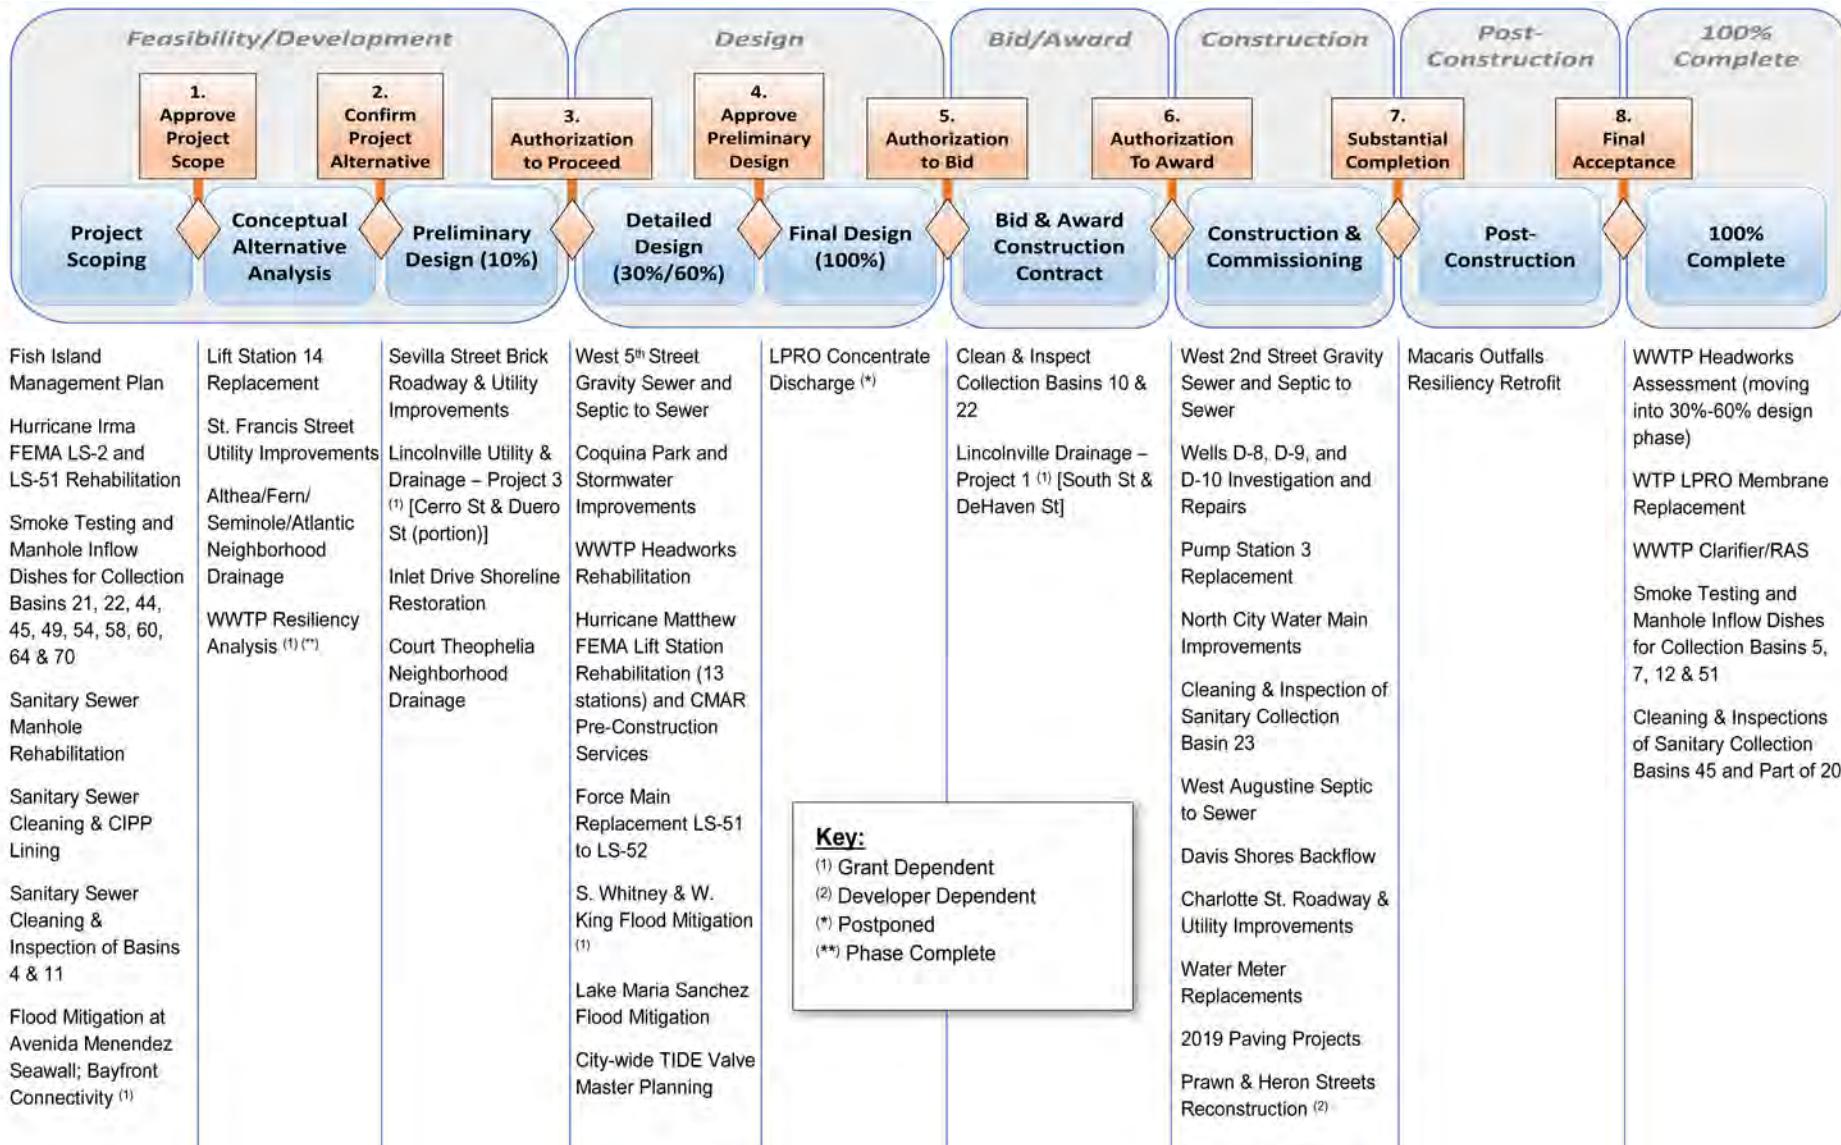 Feasibility/Development
Design
Bid/Award
Construction
Post-
Construction
100%
Complete
1.
Approve
Project
Scope
2.
Confirm
Project
Alternative
3.
Authorization
to Proceed
4.
Approve
Preliminary
Design
5.
Authorization
to Bid
6.
Authorization
To Award
7.
Substantial
Completion
8.
Final
Acceptance
Project
Scoping
Conceptual
Alternative
Analysis
Preliminary
Design (10%)
Detailed
Design
(30%/60%)
Final Design
(100%)
Bid & Award
Construction
Contract
Construction &
Commissioning
Post-
Construction
100%
Complete
Fish Island
Management Plan
Hurricane Irma
FEMA LS-2 and
LS-51 Rehabilitation
Smoke Testing and
Manhole Inflow
Dishes for Collection
Basins 21, 22, 44,
45, 49, 54, 58, 60,
64 & 70
Sanitary Sewer
Manhole
Rehabilitation
Sanitary Sewer
Cleaning & CIPP
Lining
Sanitary Sewer
Cleaning &
Inspection of Basins
4 & 11
Flood Mitigation at
Avenida Menendez
Seawall; Bayfront
Connectivity (1)
Lift Station 14
Replacement
St. Francis Street
Utility Improvements
Althea/Fern/
Seminole/Atlantic
Neighborhood
Drainage
WWTP Resiliency
Analysis (1) (**)
Sevilla Street Brick
Roadway & Utility
Improvements
Lincolnville Utility &
Drainage – Project 3
(1) [Cerro St & Duero
St (portion)]
Inlet Drive Shoreline
Restoration
Court Theophelia
Neighborhood
Drainage
West 5th Street
Gravity Sewer and
Septic to Sewer
Coquina Park and
Stormwater
Improvements
WWTP Headworks
Rehabilitation
Hurricane Matthew
FEMA Lift Station
Rehabilitation (13
stations) and CMAR
Pre-Construction
Services
Force Main
Replacement LS-51
to LS-52
S. Whitney & W.
King Flood Mitigation
(1)
Lake Maria Sanchez
Flood Mitigation
City-wide TIDE Valve
Master Planning
LPRO Concentrate
Discharge (*)
Clean & Inspect
Collection Basins 10 &
22
Lincolnville Drainage –
Project 1 (1) [South St &
DeHaven St]
West 2nd Street Gravity
Sewer and Septic to
Sewer
Wells D-8, D-9, and
D-10 Investigation and
Repairs
Pump Station 3
Replacement
North City Water Main
Improvements
Cleaning & Inspection of
Sanitary Collection
Basin 23
West Augustine Septic
to Sewer
Davis Shores Backflow
Charlotte St. Roadway &
Utility Improvements
Water Meter
Replacements
2019 Paving Projects
Prawn & Heron Streets
Reconstruction (2)
Macaris Outfalls
Resiliency Retrofit
WWTP Headworks
Assessment (moving
into 30%-60% design
phase)
WTP LPRO Membrane
Replacement
WWTP Clarifier/RAS
Smoke Testing and
Manhole Inflow Dishes
for Collection Basins 5,
7, 12 & 51
Cleaning & Inspections
of Sanitary Collection
Basins 45 and Part of 20
Key:
(1) Grant Dependent
(2) Developer Dependent
(*) Postponed
(**) Phase Complete